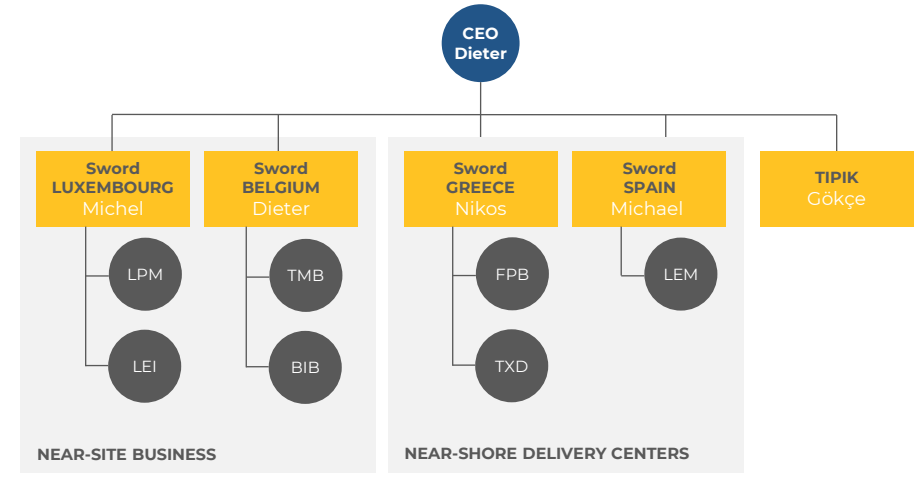 CEO
Dieter
Sword
LUXEMBOURG
Michel
Sword
BELGIUM
Dieter
Sword
GREECE
Nikos
Sword
SPAIN
Michael
TIPIK
Gökçe
LPM
TMB
FPB
LEM
LEI
BIB
TXD
NEAR-SITE BUSINESS
NEAR-SHORE DELIVERY CENTERS